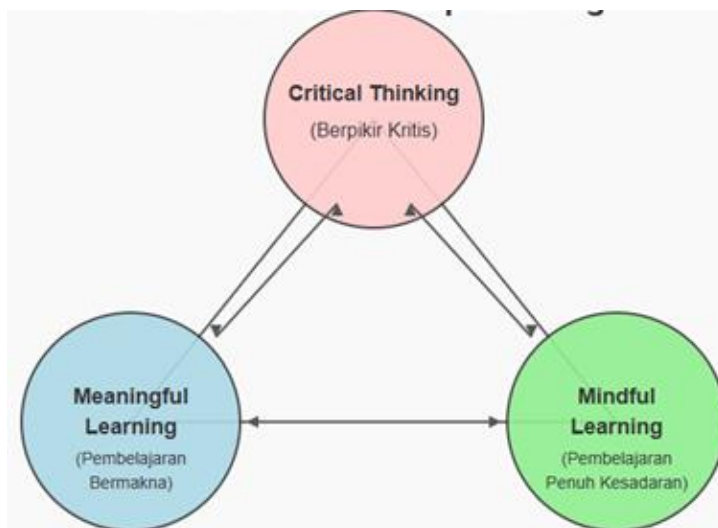 Critical Thinking
(Berpikir Kritis)
Meaningful
Learning
(Pembelajaran
Bermakna)
Mindful
Learning
(Pembelajaran
Penuh Kesadaran)